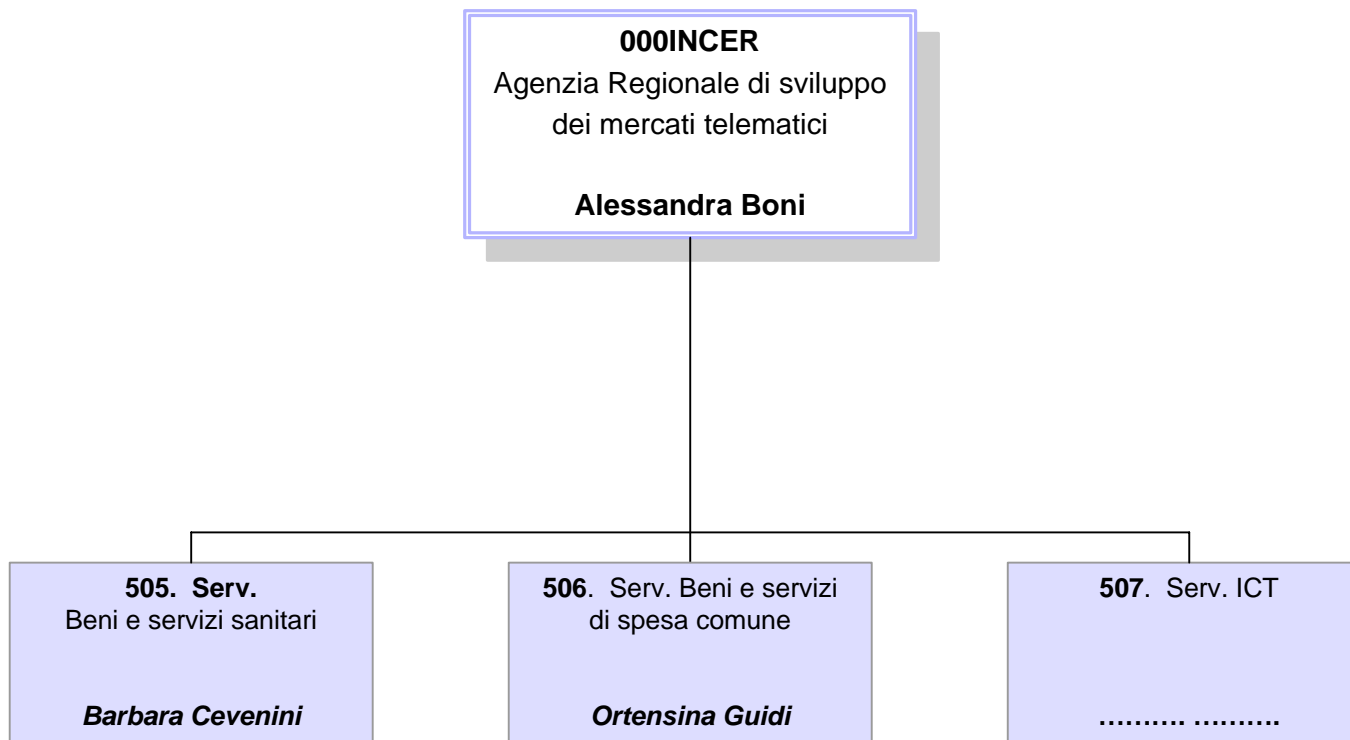 000INCER
Agenzia Regionale di sviluppo
dei mercati telematici
Alessandra Boni
505. Serv.
Beni e servizi sanitari
Barbara Cevenini
506. Serv. Beni e servizi
di spesa comune
Ortensina Guidi
507. Serv. ICT
………. ……….